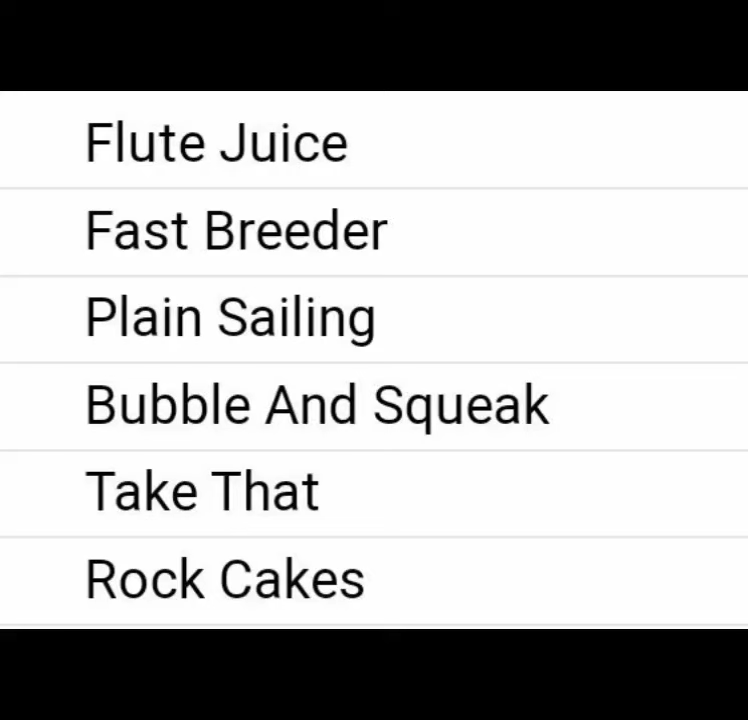 Flute Juice
Fast Breeder
Plain Sailing
Bubble And Squeak
Take That
Rock Cakes